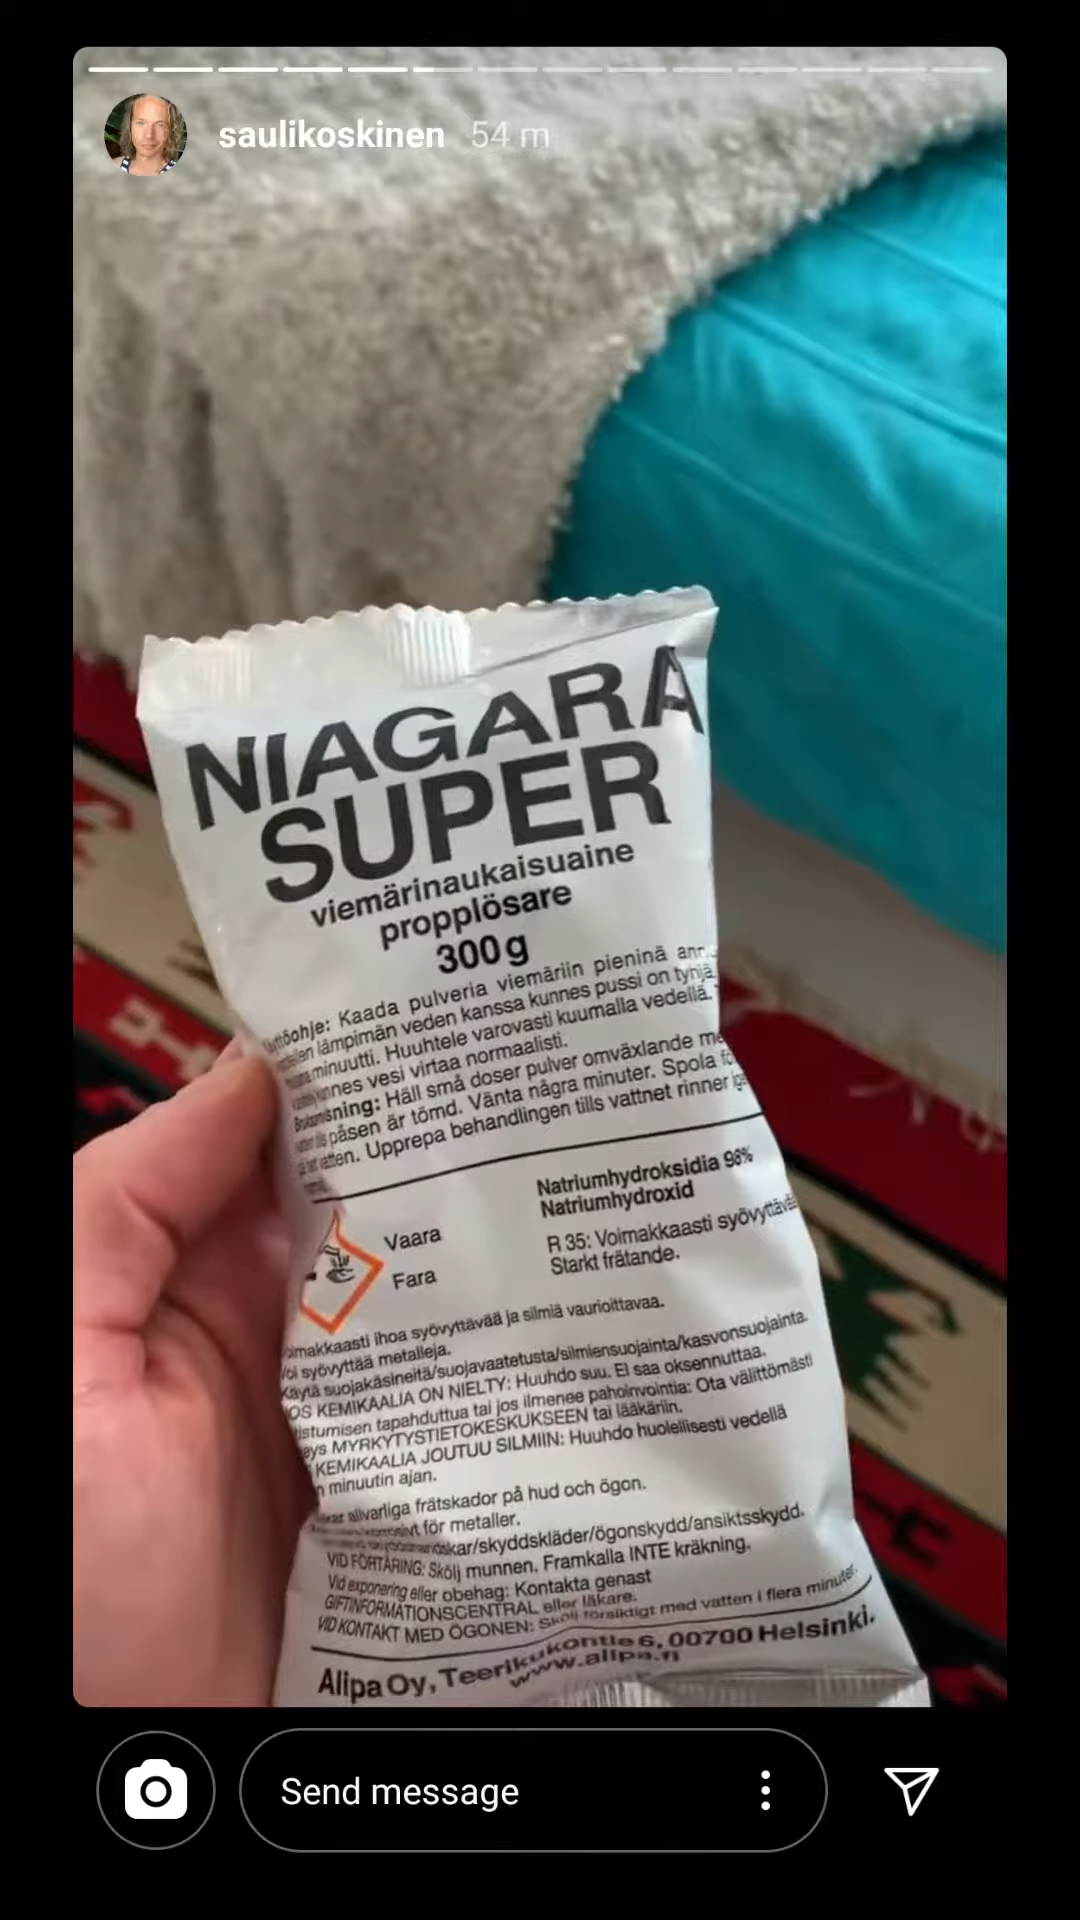 saulikoskinen 54 m
NIAGARA
SUPER
viemärinaukaisuaine
propplösare
300g
Kaada pulveria viemäriin pieninä
lämpimän veden kanssa kunnes pussi on tyhjä.
minuutti. Huuhtele varovasti kuumalla vedellä.
vesi virtaa normaalisti.
Häll små doser pulver omväxlande
påsen är tömd. Vänta några minuter. Spola
vatten. Upprepa behandlingen tills vattnet rinner
Natriumhydroksidia 98%
Natriumhydroxid
Vaara
R 35: Voimakkaasti syövyttävää
Fara
Starkt frätande.
ihoa syövyttävää ja silmiä vaurioittavaa.
syövyttää metalleja.
Käytä suojakäsineitä/suojavaatetusta/silmiensuojainta/kasvonsuojainta.
KEMIKAALIA ON NIELTY: Huuhdo suu. EI saa oksennuttaa.
tapahduttua tai jos ilmenee pahoinvointia: Ota välittömästi
MYRKYTYSTIETOKESKUKSEEN tai lääkäriin.
KEMIKAALIA JOUTUU SILMIIN: Huuhdo huolellisesti vedellä
minuutin ajan.
allvarliga frätskador på hud och ögon.
för metaller.
VID FÖRTÄRING: Skölj munnen. Framkalla INTE kräkning.
Vid exponering eller obehag: Kontakta genast
GIFTINFORMATIONSCENTRAL eller läkare.
VID KONTAKT MED ÖGONEN: Skölj försiktigt med vatten i flera minuter.
Alipa Oy, Teerikukontie 6, 00700 Helsinki.
www.alipa.fi
Send message